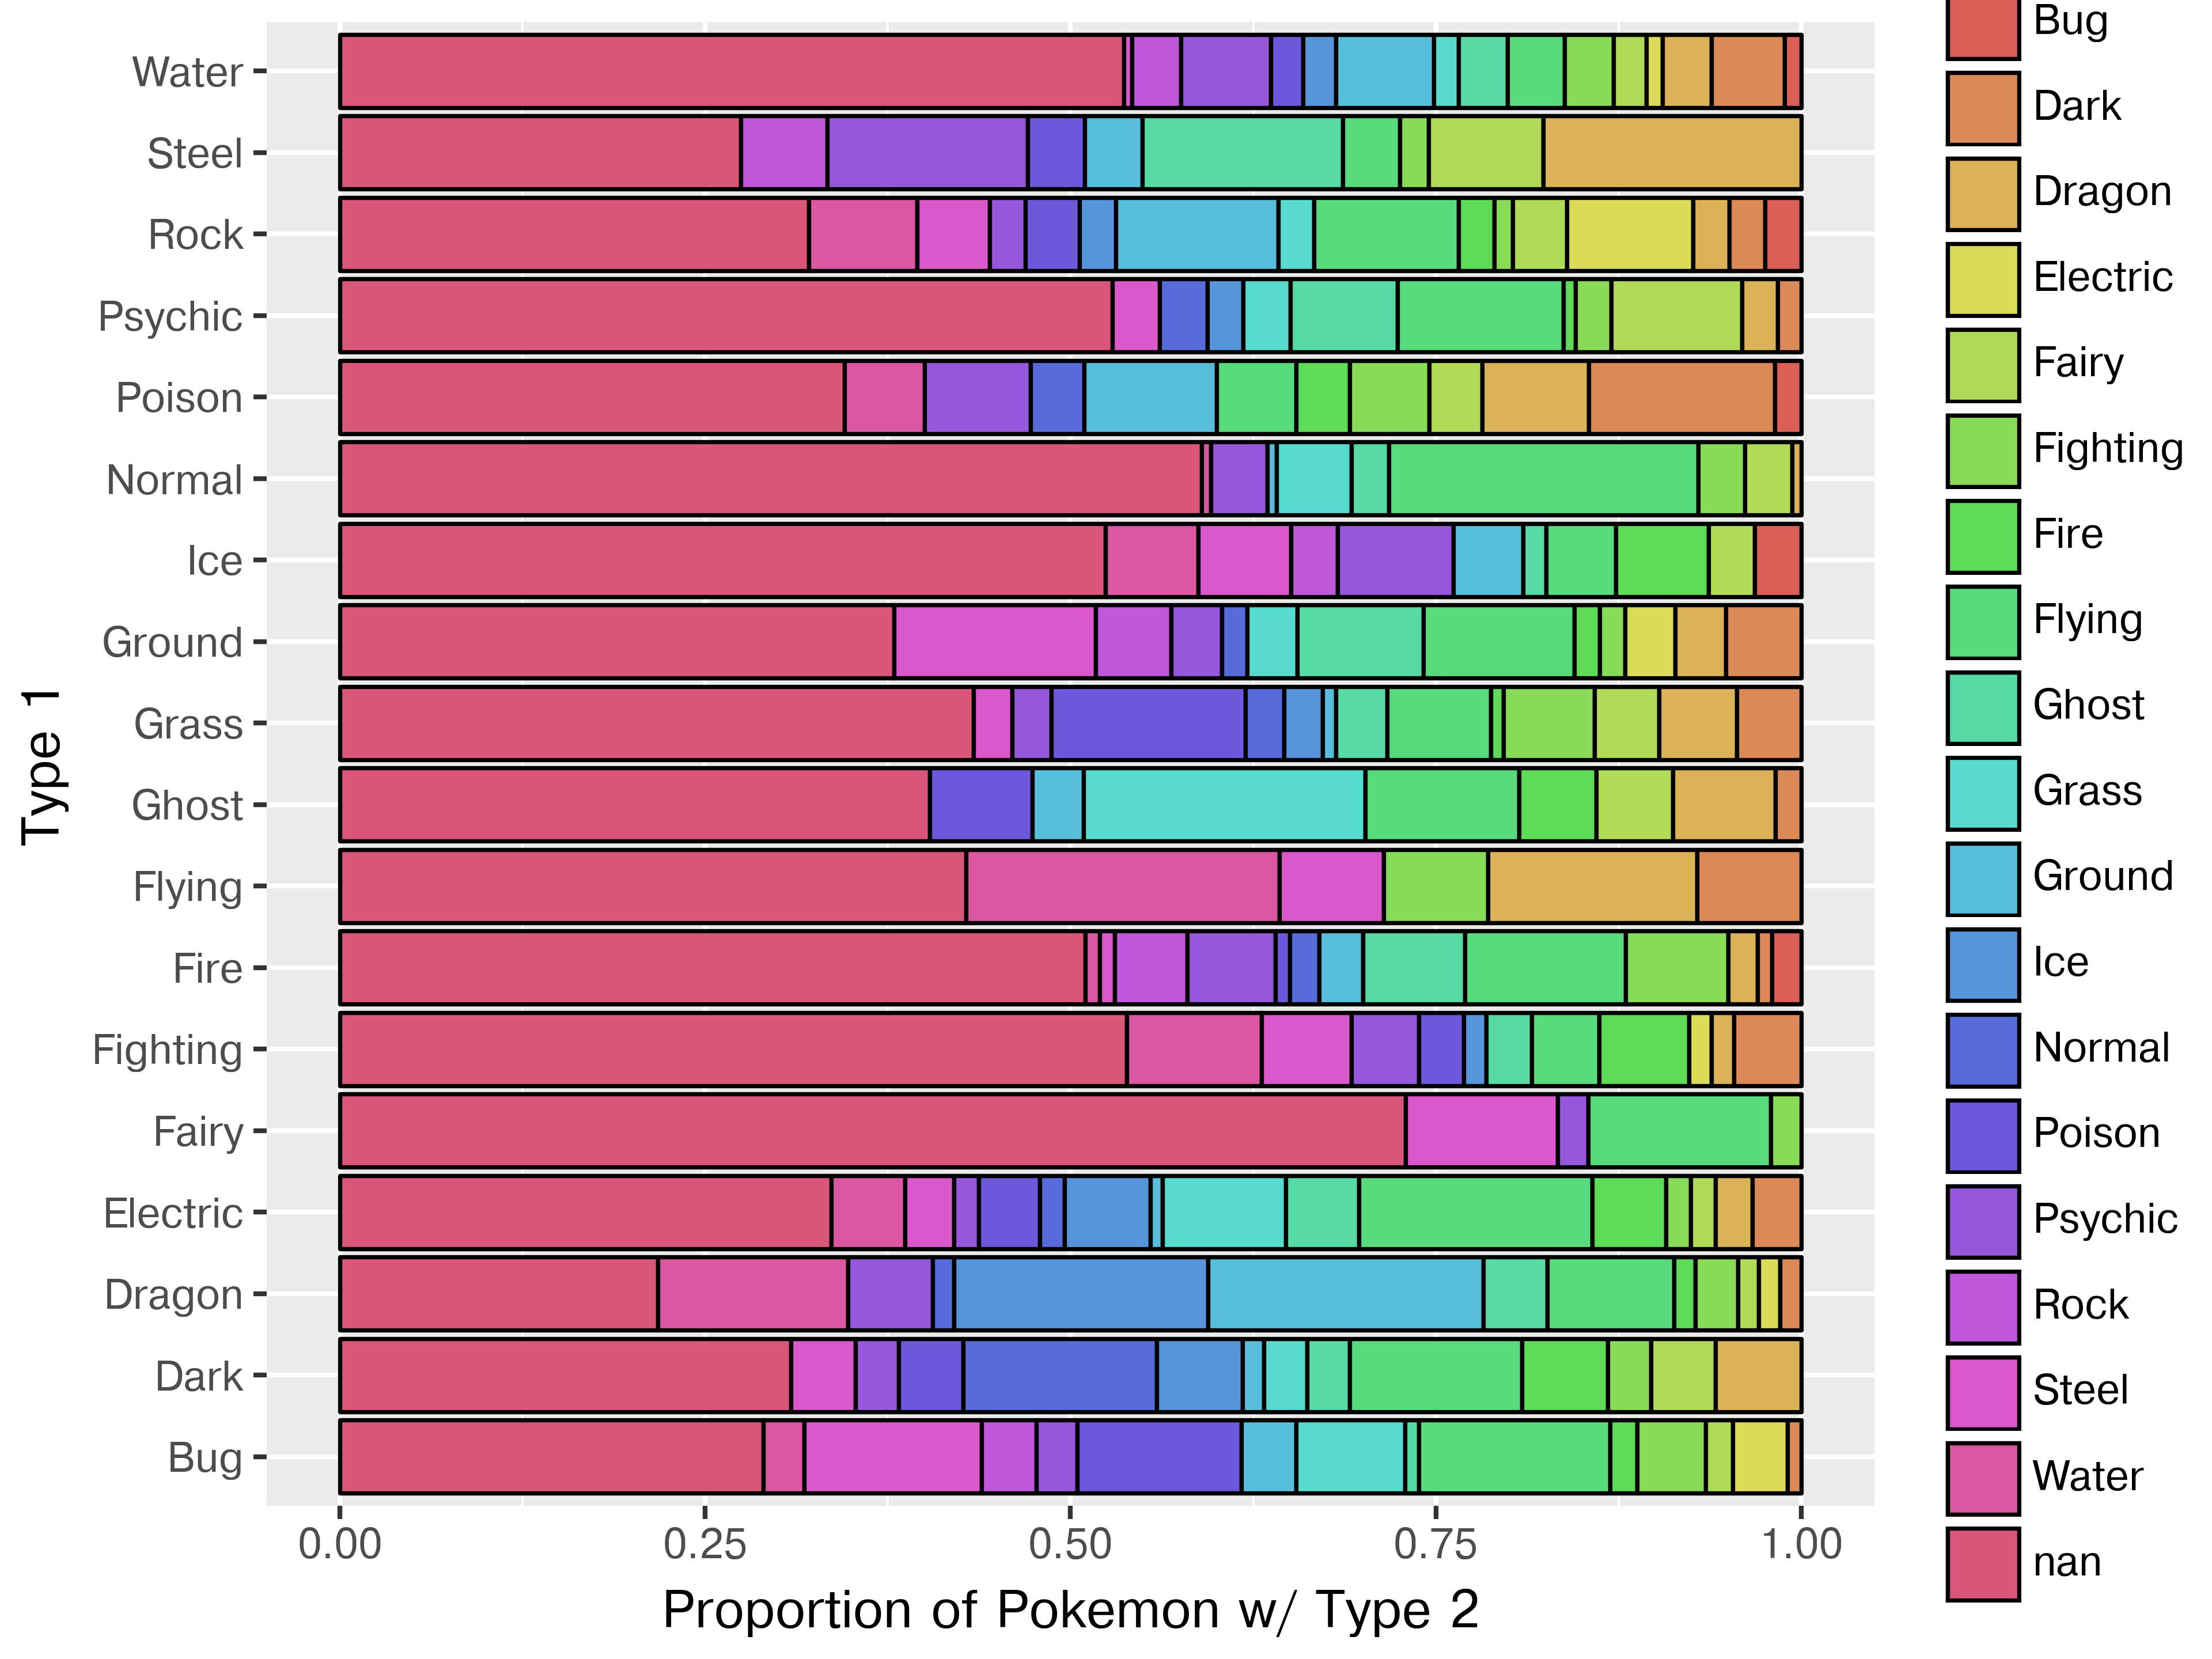 Water
Steel
Rock
Psychic
Poison
Normal
Ice
Ground
Grass
Ghost
Flying
Fire
Fighting
Fairy
Electric
Dragon
Dark
Bug
Type 1
0.00 0.25 0.50 0.75 1.00
Proportion of Pokemon w/ Type 2
Bug
Dark
Dragon
Electric
Fairy
Fighting
Fire
Flying
Ghost
Grass
Ground
Ice
Normal
Poison
Psychic
Rock
Steel
Water
nan